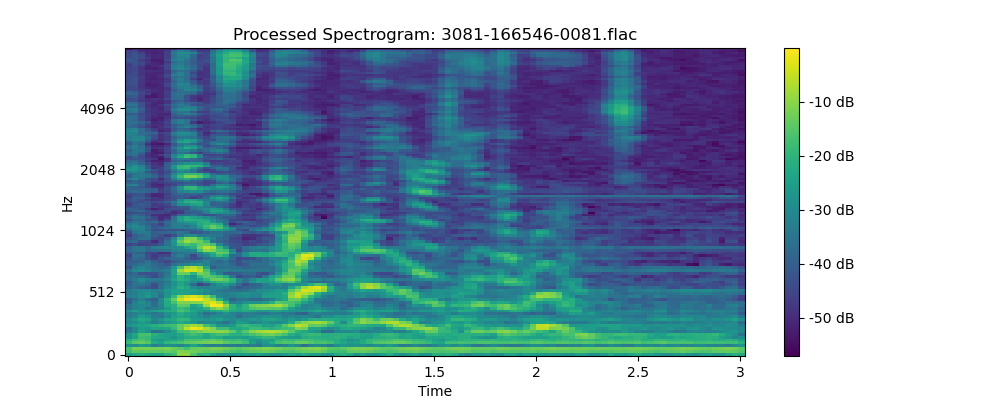 Processed Spectrogram: 3081-166546-0081.flac
Hz
4096
2048
1024
512
0
0 0.5 1 1.5 2 2.5 3
Time
-10 dB
-20 dB
-30 dB
-40 dB
-50 dB